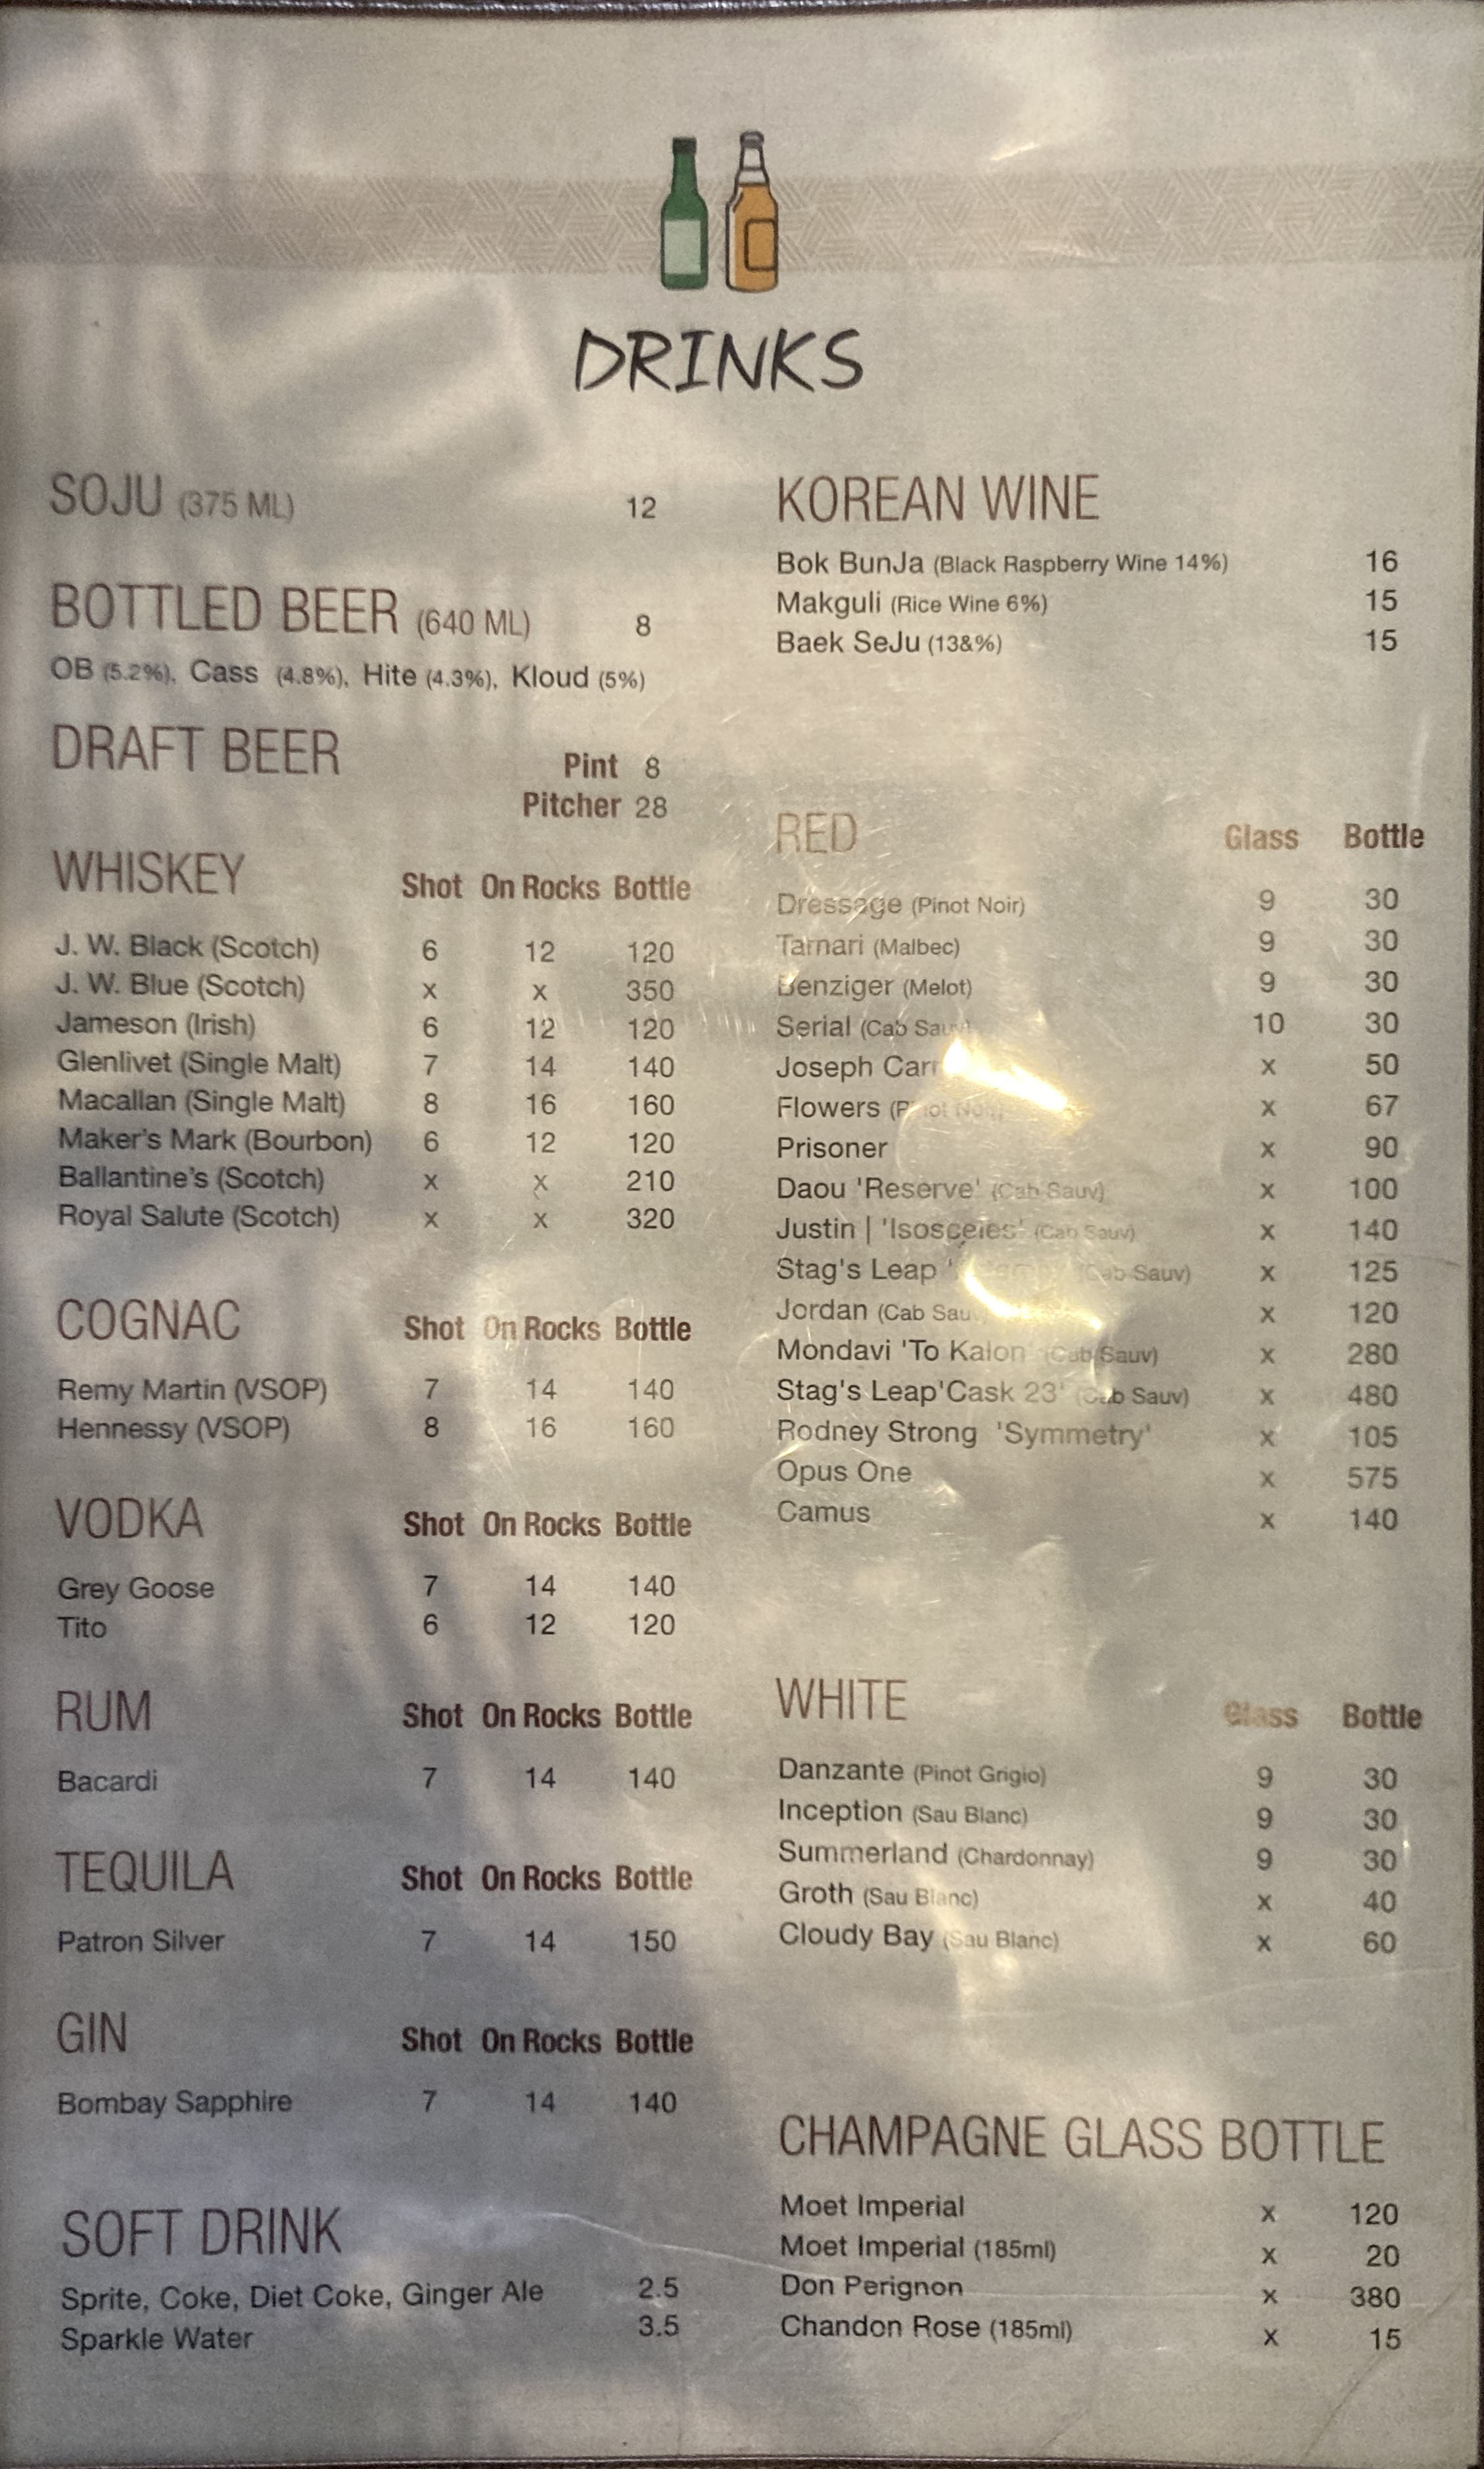 DRINKS
SOJU (375 ML) 12
BOTTLED BEER (640 ML) 8
OB (5.2%), Cass (4.8%), Hite (4.3%), Kloud (5%)
DRAFT BEER Pint 8
Pitcher 28
WHISKEY Shot On Rocks Bottle
J. W. Black (Scotch) 6 12 120
J. W. Blue (Scotch) x x 350
Jameson (Irish) 6 12 120
Glenlivet (Single Malt) 7 14 140
Macallan (Single Malt) 8 16 160
Maker's Mark (Bourbon) 6 12 120
Ballantine's (Scotch) x x 210
Royal Salute (Scotch) x x 320
COGNAC Shot On Rocks Bottle
Remy Martin (VSOP) 7 14 140
Hennessy (VSOP) 8 16 160
VODKA Shot On Rocks Bottle
Grey Goose 7 14 140
Tito 6 12 120
RUM Shot On Rocks Bottle
Bacardi 7 14 140
TEQUILA Shot On Rocks Bottle
Patron Silver 7 14 150
GIN Shot On Rocks Bottle
Bombay Sapphire 7 14 140
SOFT DRINK
Sprite, Coke, Diet Coke, Ginger Ale 2.5
Sparkle Water 3.5
KOREAN WINE
Bok BunJa (Black Raspberry Wine 14%) 16
Makguli (Rice Wine 6%) 15
Baek SeJu (13&%) 15
RED Glass Bottle
Dressage (Pinot Noir) 9 30
Tamari (Malbec) 9 30
Benziger (Melot) 9 30
Serial (Cab Sauv) 10 30
Joseph x 50
Flowers (Pinot Noir) x 67
Prisoner x 90
Daou 'Reserve' (Cab Sauv) x 100
Justin | 'Isosceles' (Cab Sauv) x 140
Stag's Leap (Cab Sauv) x 125
Jordan (Cab Sauv) x 120
Mondavi 'To Kalon' (Cab Sauv) x 280
Stag's Leap'Cask 23' (Cab Sauv) x 480
Rodney Strong 'Symmetry' x 105
Opus One x 575
Camus x 140
WHITE Glass Bottle
Danzante (Pinot Grigio) 9 30
Inception (Sau Blanc) 9 30
Summerland (Chardonnay) 9 30
Groth (Sau Blanc) x 40
Cloudy Bay (Sau Blanc) x 60
CHAMPAGNE GLASS BOTTLE
Moet Imperial x 120
Moet Imperial (185ml) x 20
Don Perignon x 380
Chandon Rose (185ml) x 15